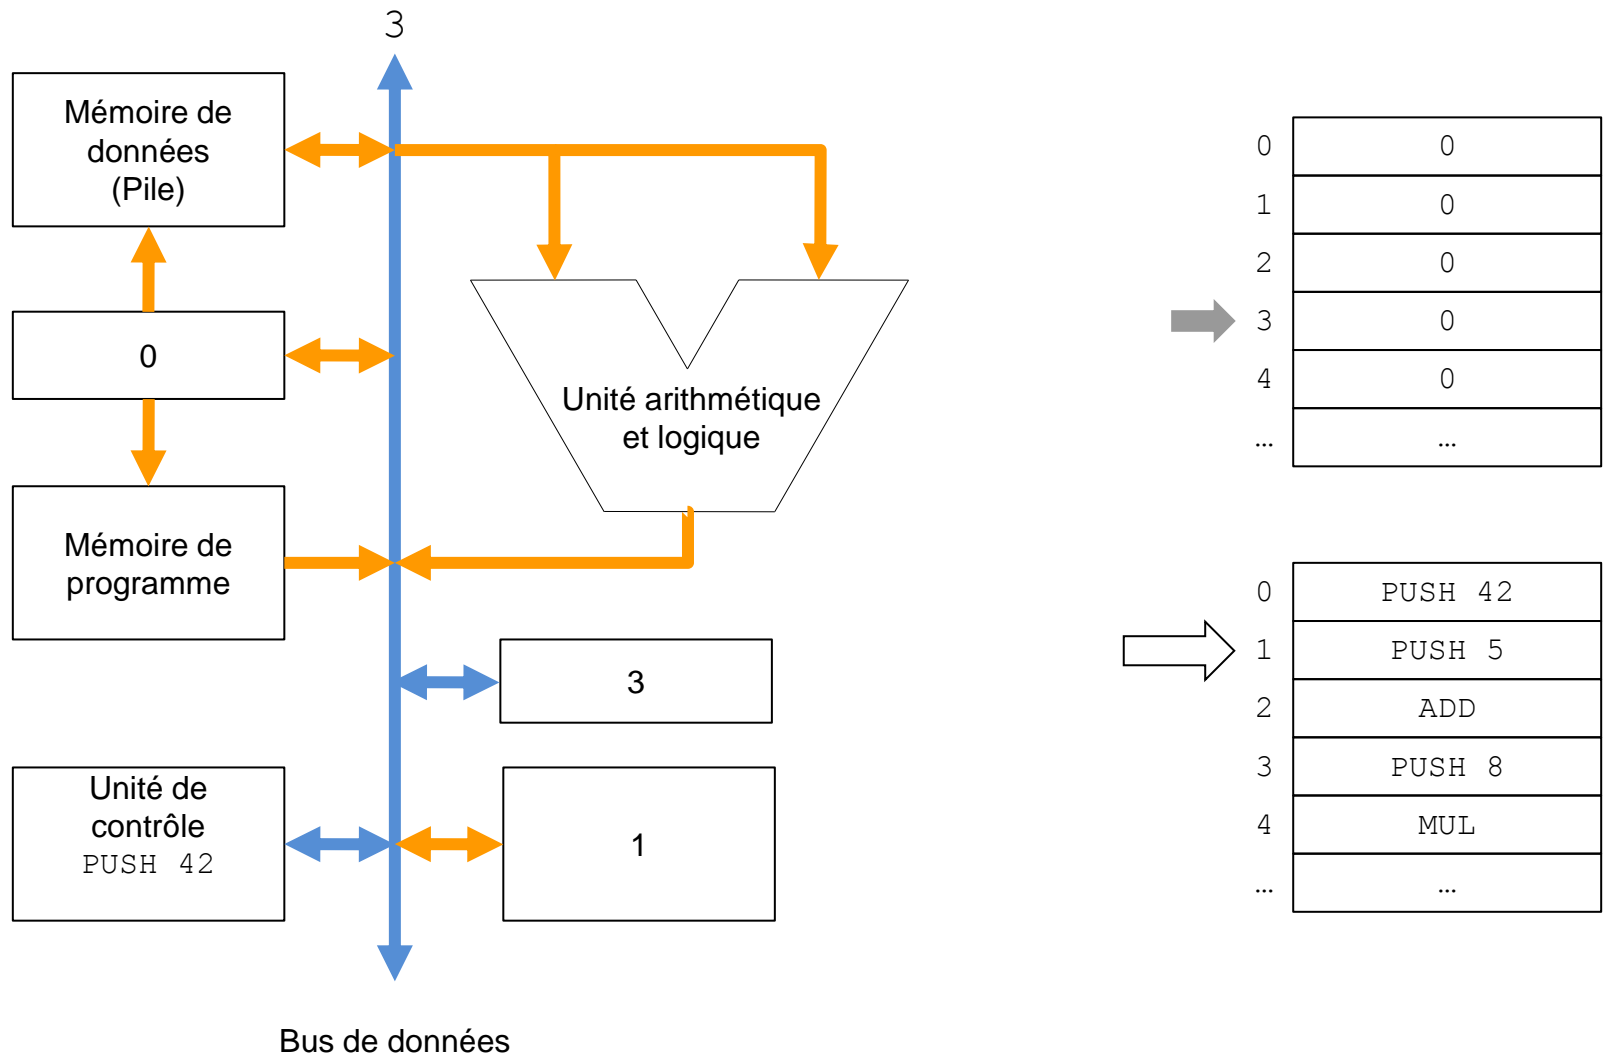 3
Mémoire de
données
(Pile)
0
Mémoire de
programme
Unité arithmétique
et logique
3
Unité de
contrôle
PUSH 42
1
Bus de données
0 0
1 0
2 0
3 0
4 0
… …
0 PUSH 42
1 PUSH 5
2 ADD
3 PUSH 8
4 MUL
… …